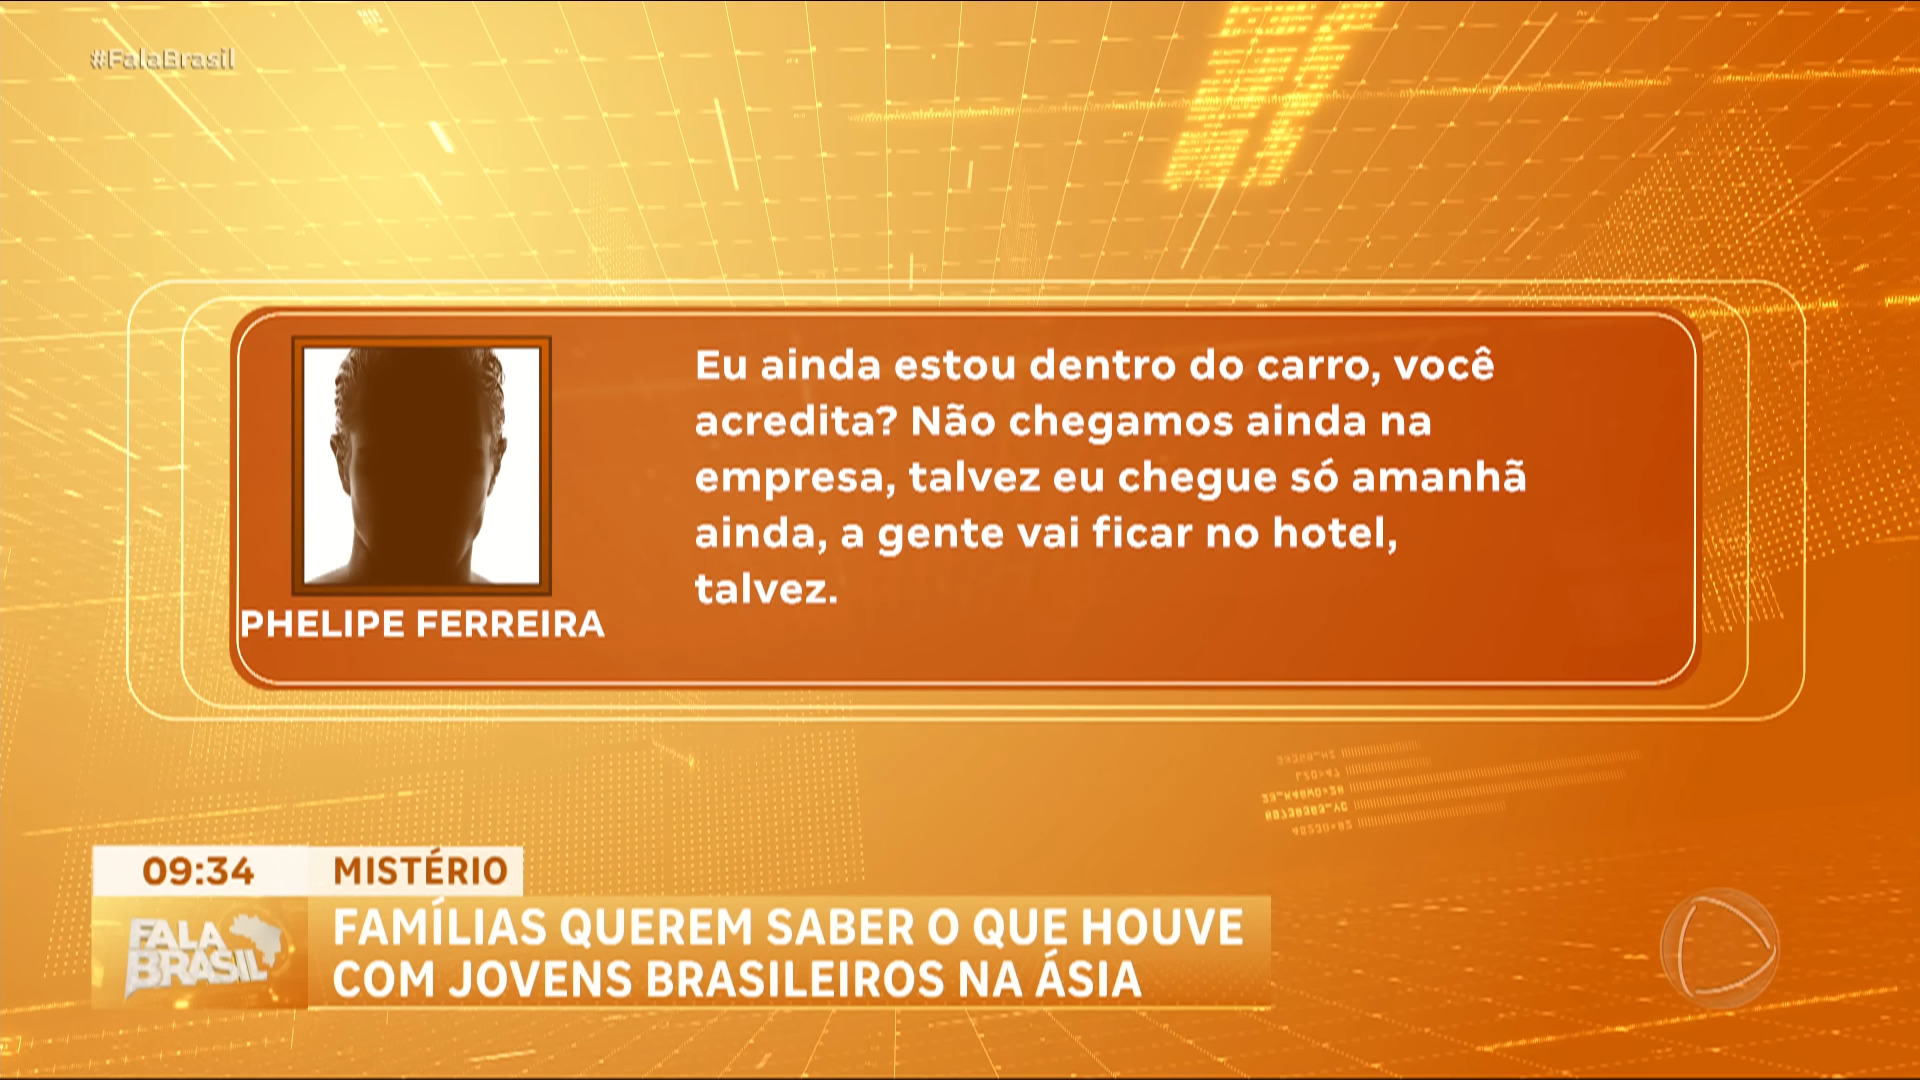 #FalaBrasil
Eu ainda estou dentro do carro, você
acredita? Não chegamos ainda na
empresa, talvez eu chegue só amanhã
ainda, a gente vai ficar no hotel,
talvez.
PHELIPE FERREIRA
09:34
MISTÉRIO
FALA
BRASIL
FAMÍLIAS QUEREM SABER O QUE HOUVE
COM JOVENS BRASILEIROS NA ÁSIA